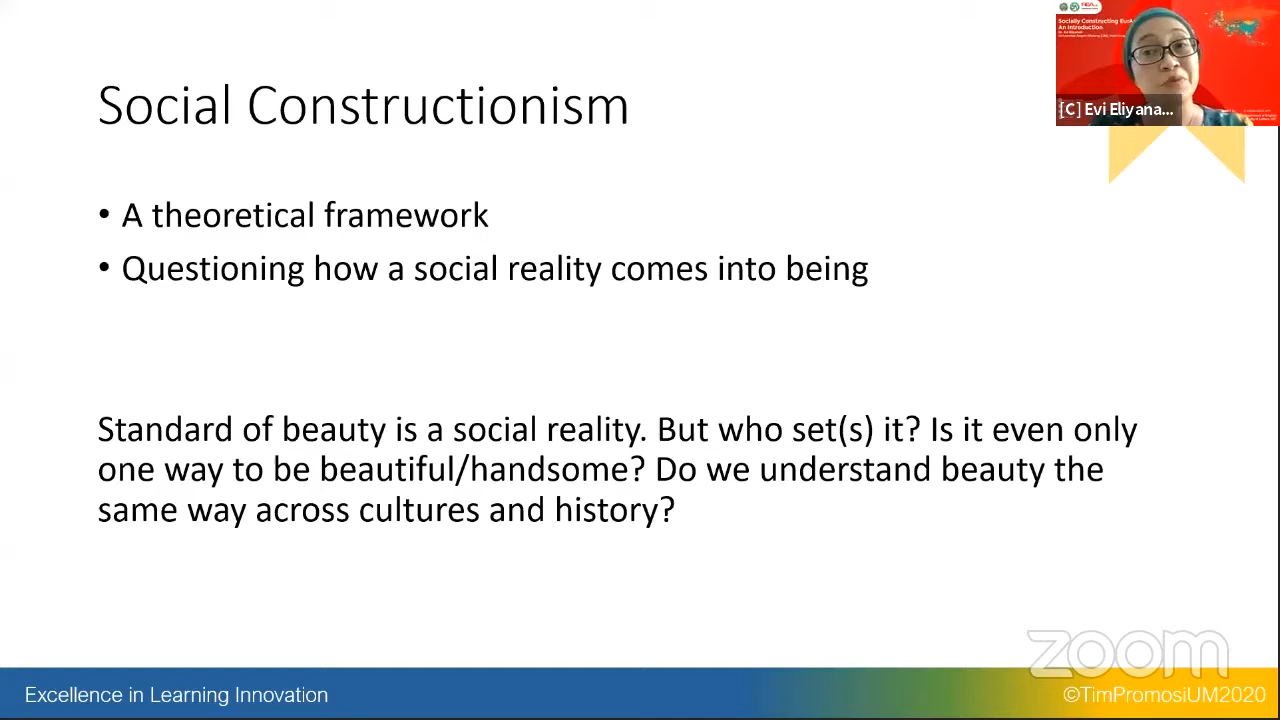 Socially Constructing
An Introduction
[C] Evi Eliyana...
Social Constructionism
• A theoretical framework
• Questioning how a social reality comes into being
Standard of beauty is a social reality. But who set(s) it? Is it even only
one way to be beautiful/handsome? Do we understand beauty the
same way across cultures and history?
zoom
Excellence in Learning Innovation
©TimPromosiUM2020